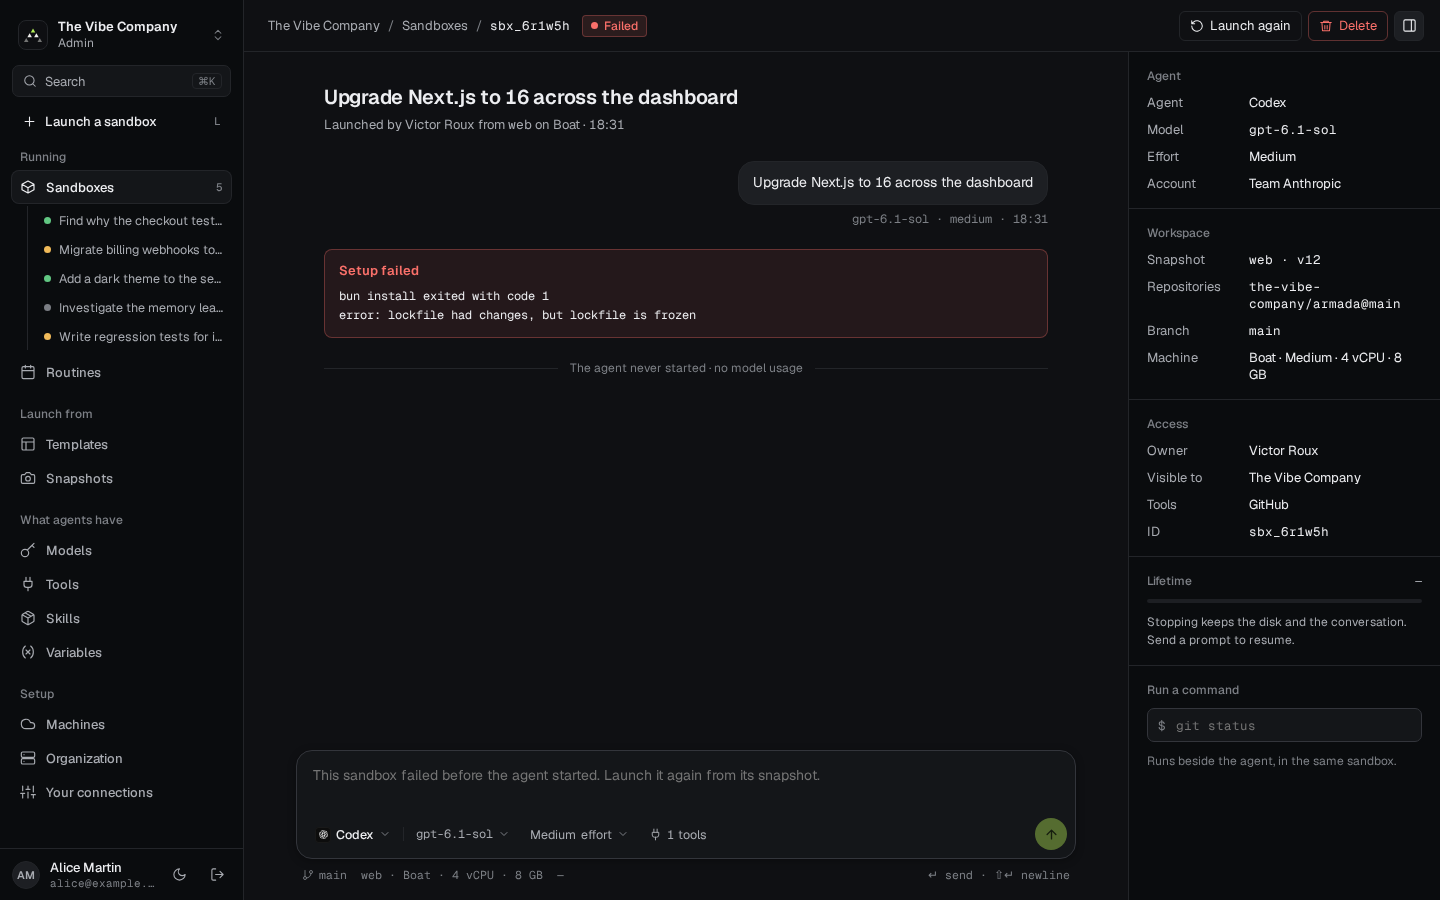 The Vibe Company
Admin
Search ⌘K
Launch a sandbox L
Running
Sandboxes 5
Find why the checkout test…
Migrate billing webhooks to…
Add a dark theme to the se…
Investigate the memory lea…
Write regression tests for i…
Routines
Launch from
Templates
Snapshots
What agents have
Models
Tools
Skills
Variables
Setup
Machines
Organization
Your connections
AM
Alice Martin
alice@example.…
The Vibe Company / Sandboxes / sbx_6r1w5h Failed
Launch again Delete
Upgrade Next.js to 16 across the dashboard
Launched by Victor Roux from web on Boat · 18:31
Upgrade Next.js to 16 across the dashboard
gpt-6.1-sol · medium · 18:31
Setup failed
bun install exited with code 1
error: lockfile had changes, but lockfile is frozen
The agent never started · no model usage
This sandbox failed before the agent started. Launch it again from its snapshot.
Codex gpt-6.1-sol Medium effort 1 tools
main web · Boat · 4 vCPU · 8 GB —
↵ send · ⇧↵ newline
Agent
Agent Codex
Model gpt-6.1-sol
Effort Medium
Account Team Anthropic
Workspace
Snapshot web · v12
Repositories the-vibe-
company/armada@main
Branch main
Machine Boat · Medium · 4 vCPU · 8
GB
Access
Owner Victor Roux
Visible to The Vibe Company
Tools GitHub
ID sbx_6r1w5h
Lifetime —
Stopping keeps the disk and the conversation.
Send a prompt to resume.
Run a command
$ git status
Runs beside the agent, in the same sandbox.